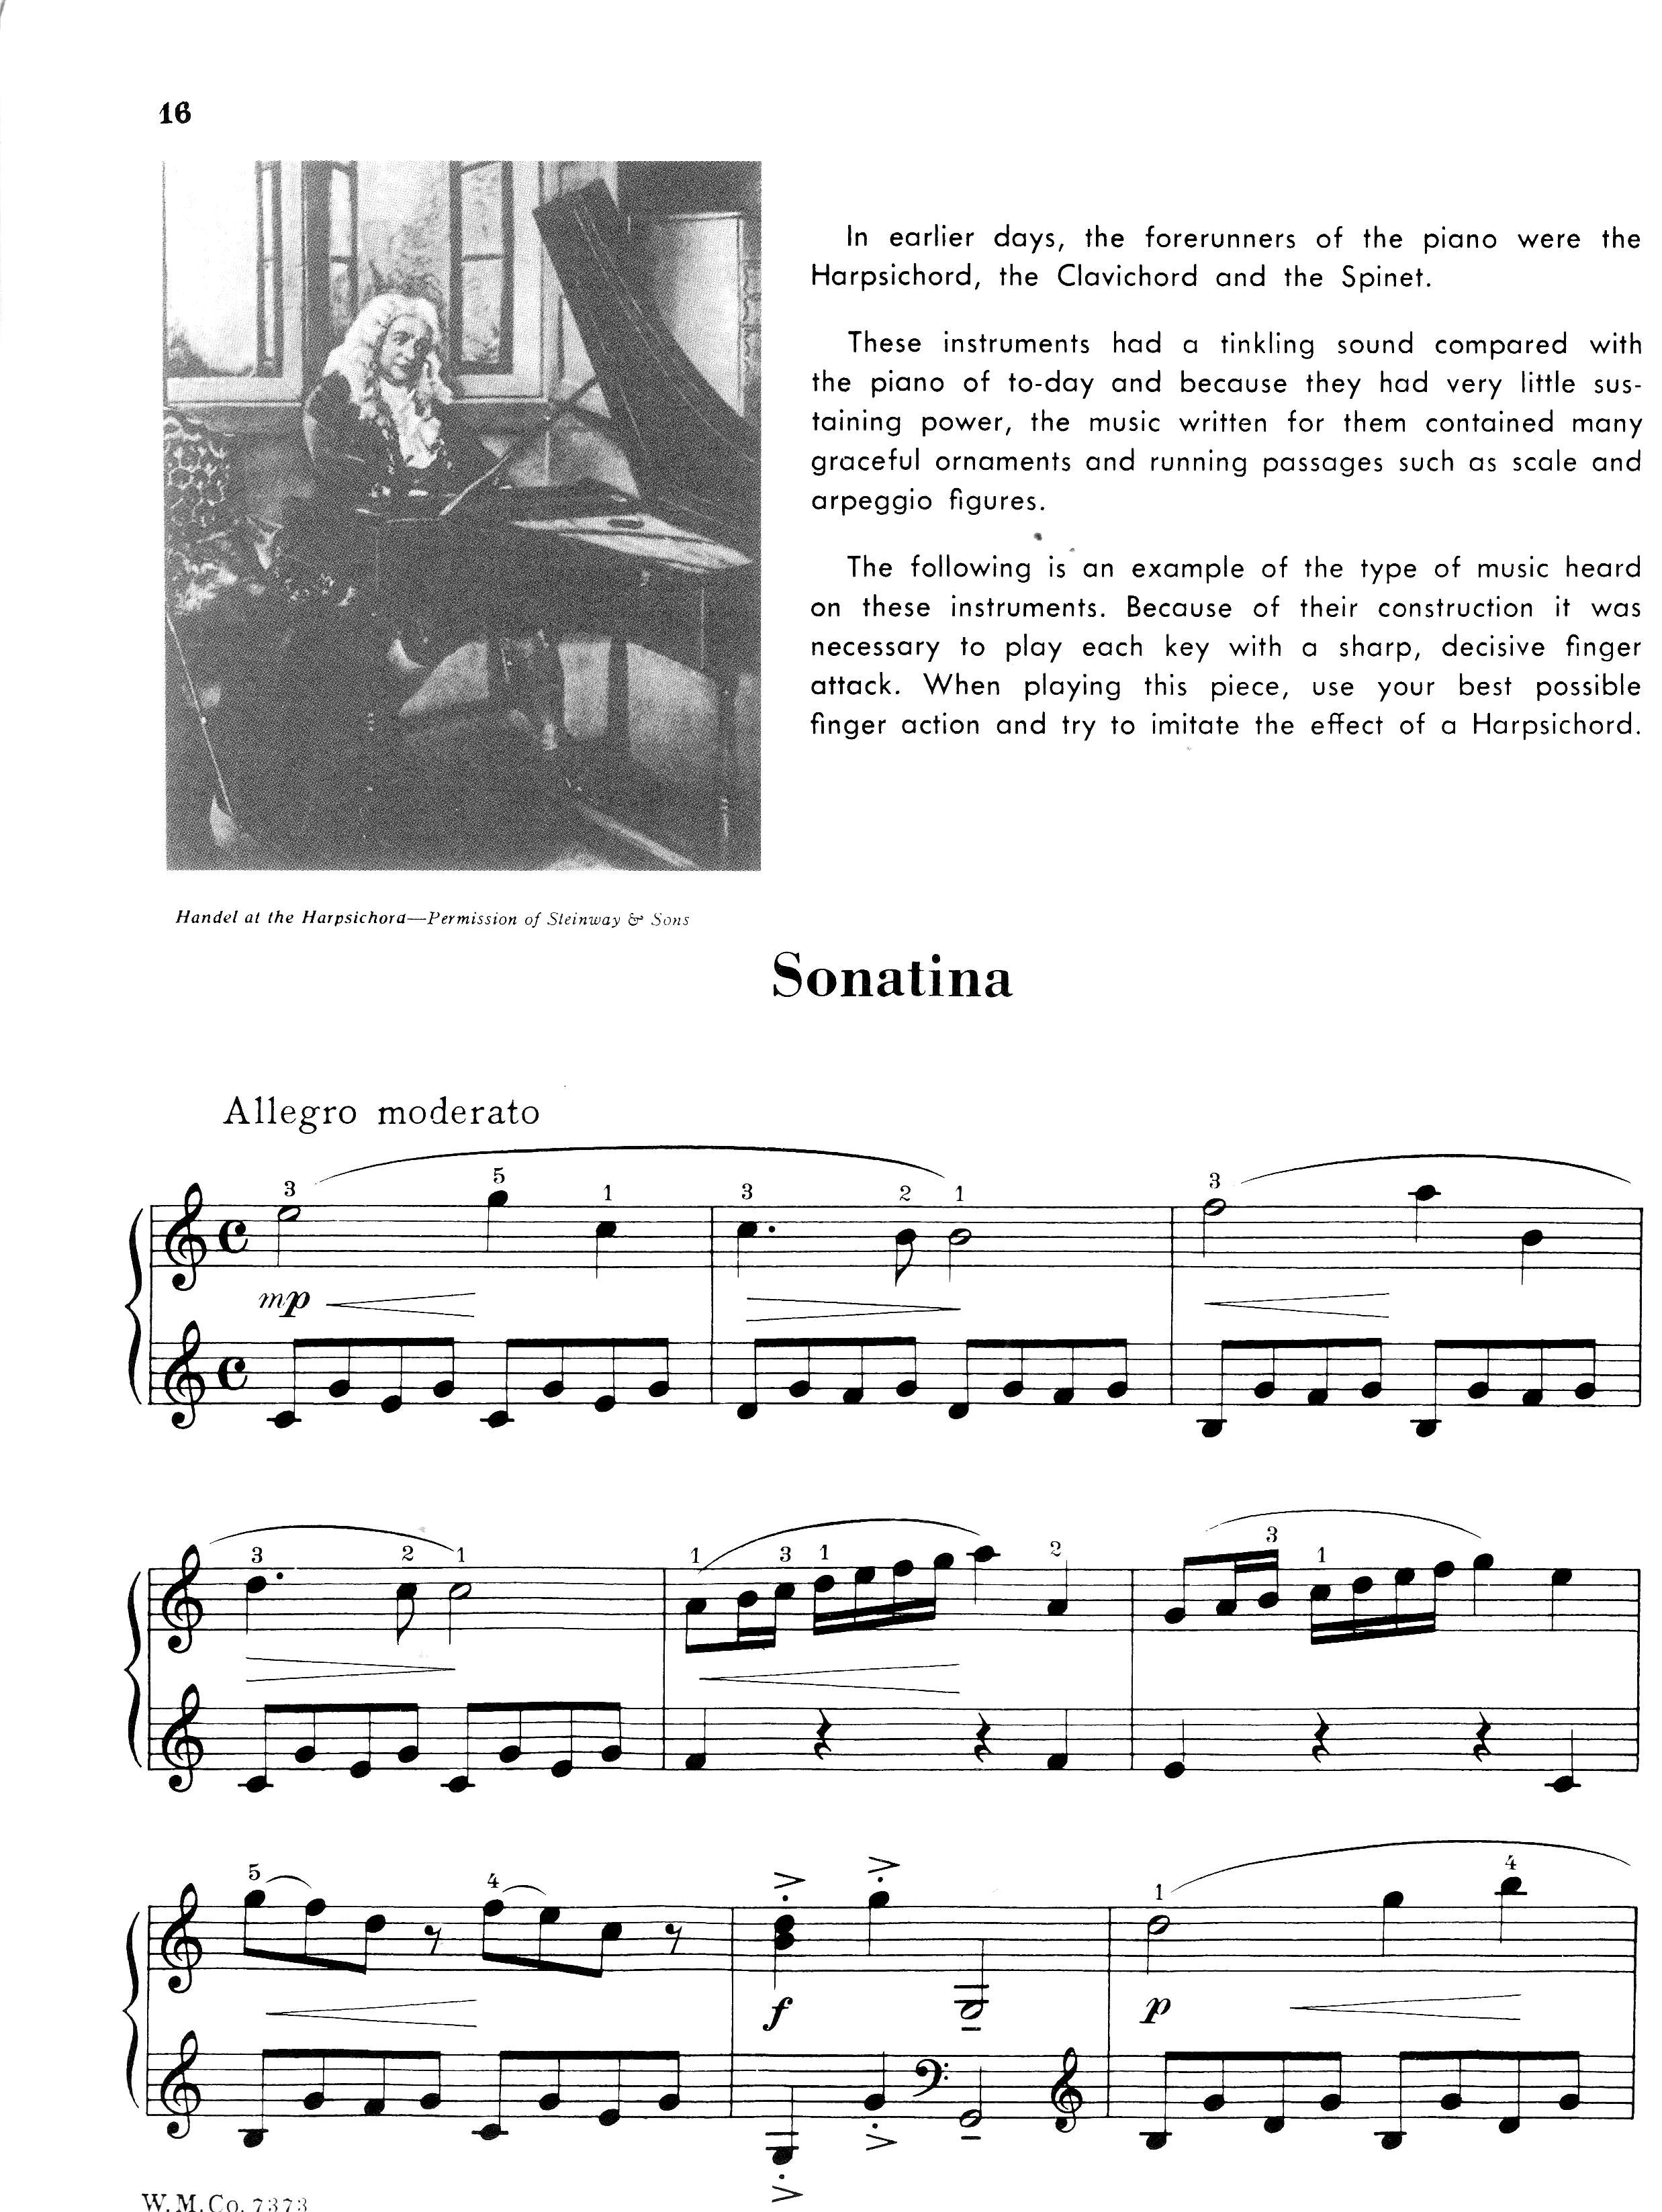 16
In earlier days, the forerunners of the piano were the
Harpsichord, the Clavichord and the Spinet.
These instruments had a tinkling sound compared with
the piano of to-day and because they had very little sus-
taining power, the music written for them contained many
graceful ornaments and running passages such as scale and
arpeggio figures.
The following is an example of the type of music heard
on these instruments. Because of their construction it was
necessary to play each key with a sharp, decisive finger
attack. When playing this piece, use your best possible
finger action and try to imitate the effect of a Harpsichord.
Handel at the Harpsichora—Permission of Steinway & Sons
Sonatina
Allegro moderato
3 5 1 3 2 1 3
mp
3 2 1 1 3 1 2 3 1
5 4 1 4
f p
W. M. Co. 7373